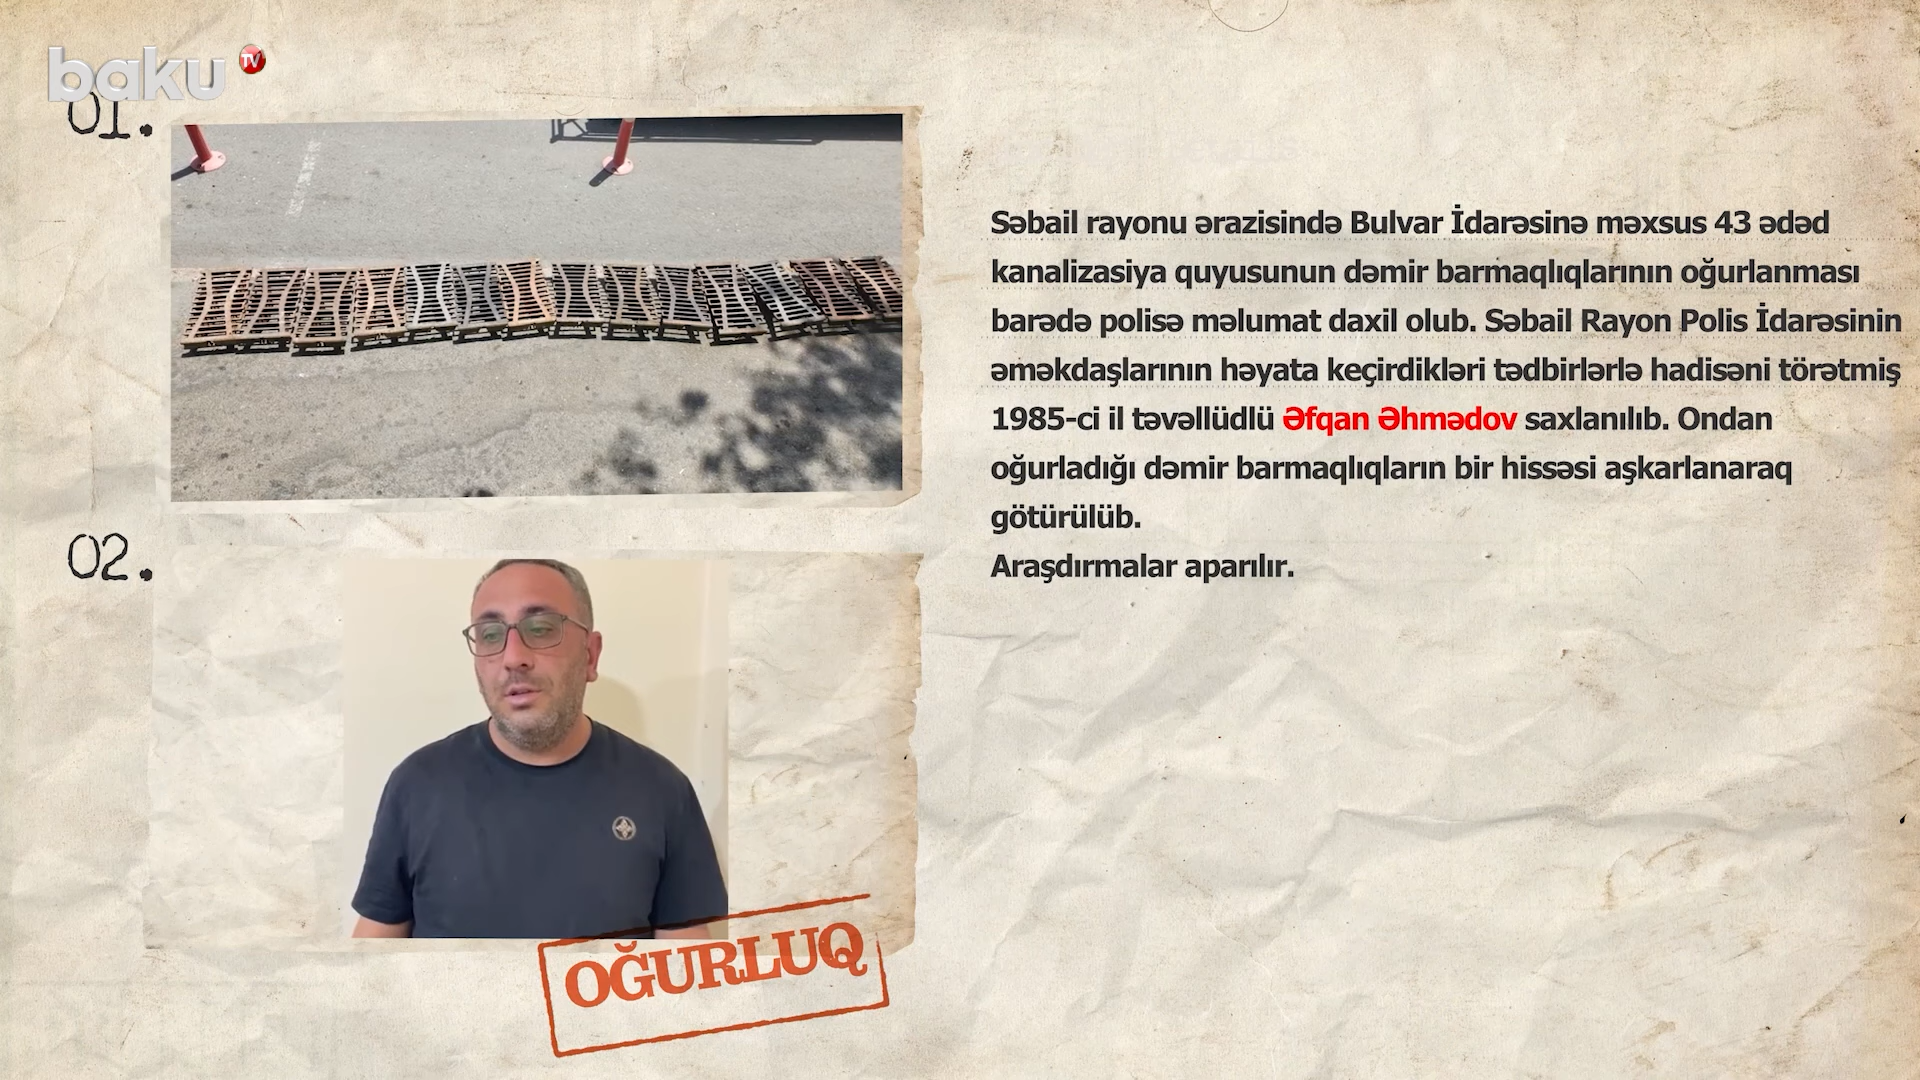 baku TV
01.
Səbail rayonu ərazisində Bulvar İdarəsinə məxsus 43 ədəd
kanalizasiya quyusunun dəmir barmaqlıqlarının oğurlanması
barədə polisə məlumat daxil olub. Səbail Rayon Polis İdarəsinin
əməkdaşlarının həyata keçirdikləri tədbirlərlə hadisəni törətmiş
1985-ci il təvəllüdlü Əfqan Əhmədov saxlanılıb. Ondan
oğurladığı dəmir barmaqlıqların bir hissəsi aşkarlanaraq
götürülüb.
Araşdırmalar aparılır.
02.
OĞURLUQ